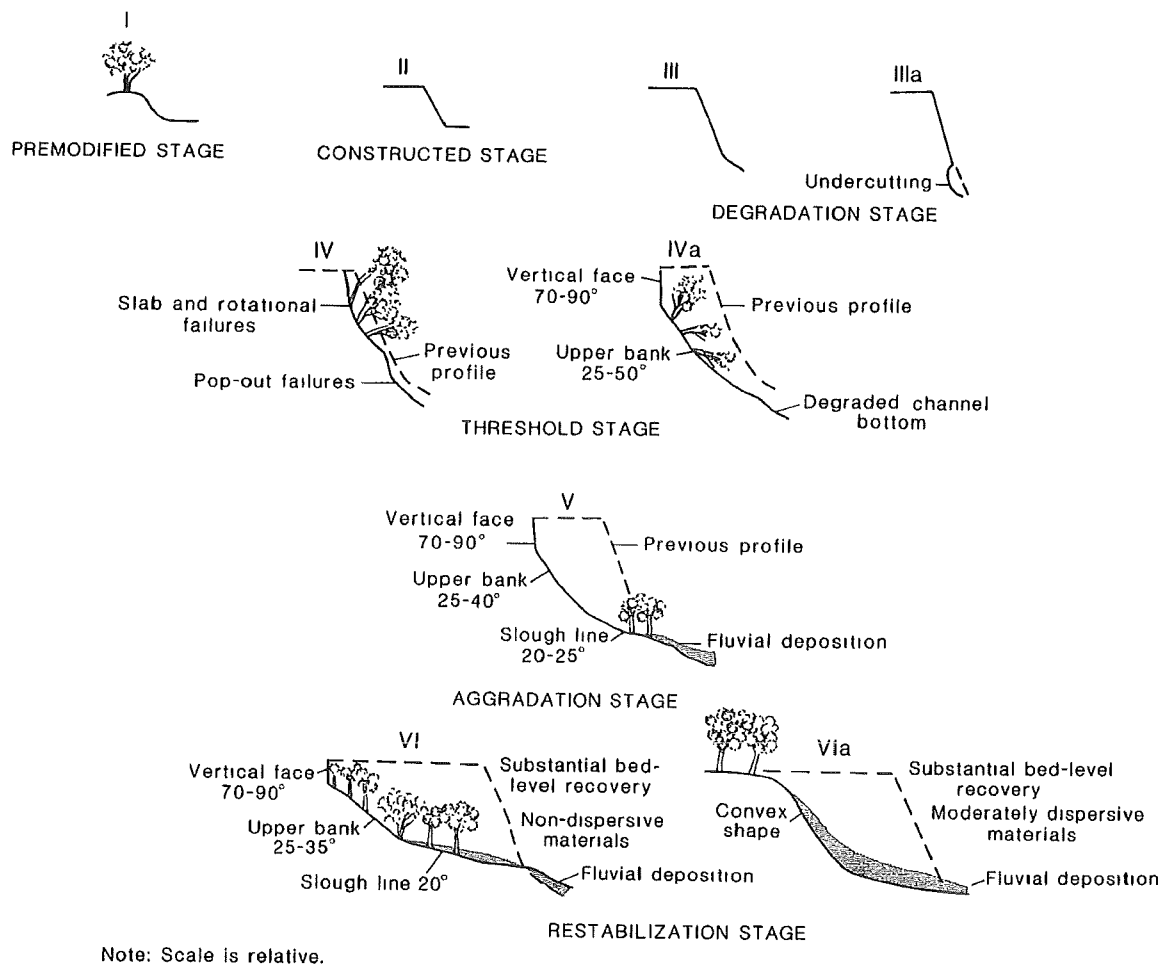 I
PREMODIFIED STAGE
II
CONSTRUCTED STAGE
III
IIIa
Undercutting
DEGRADATION STAGE
IV
Slab and rotational
failures
Previous
profile
Pop-out failures
IVa
Vertical face
70-90°
Previous profile
Upper bank
25-50°
Degraded channel
bottom
THRESHOLD STAGE
V
Vertical face
70-90°
Previous profile
Upper bank
25-40°
Slough line
20-25°
Fluvial deposition
AGGRADATION STAGE
VI
Vertical face
70-90°
Substantial bed-
level recovery
Upper bank
25-35°
Non-dispersive
materials
Slough line 20°
Fluvial deposition
VIa
Substantial bed-level
recovery
Convex
shape
Moderately dispersive
materials
Fluvial deposition
RESTABILIZATION STAGE
Note: Scale is relative.